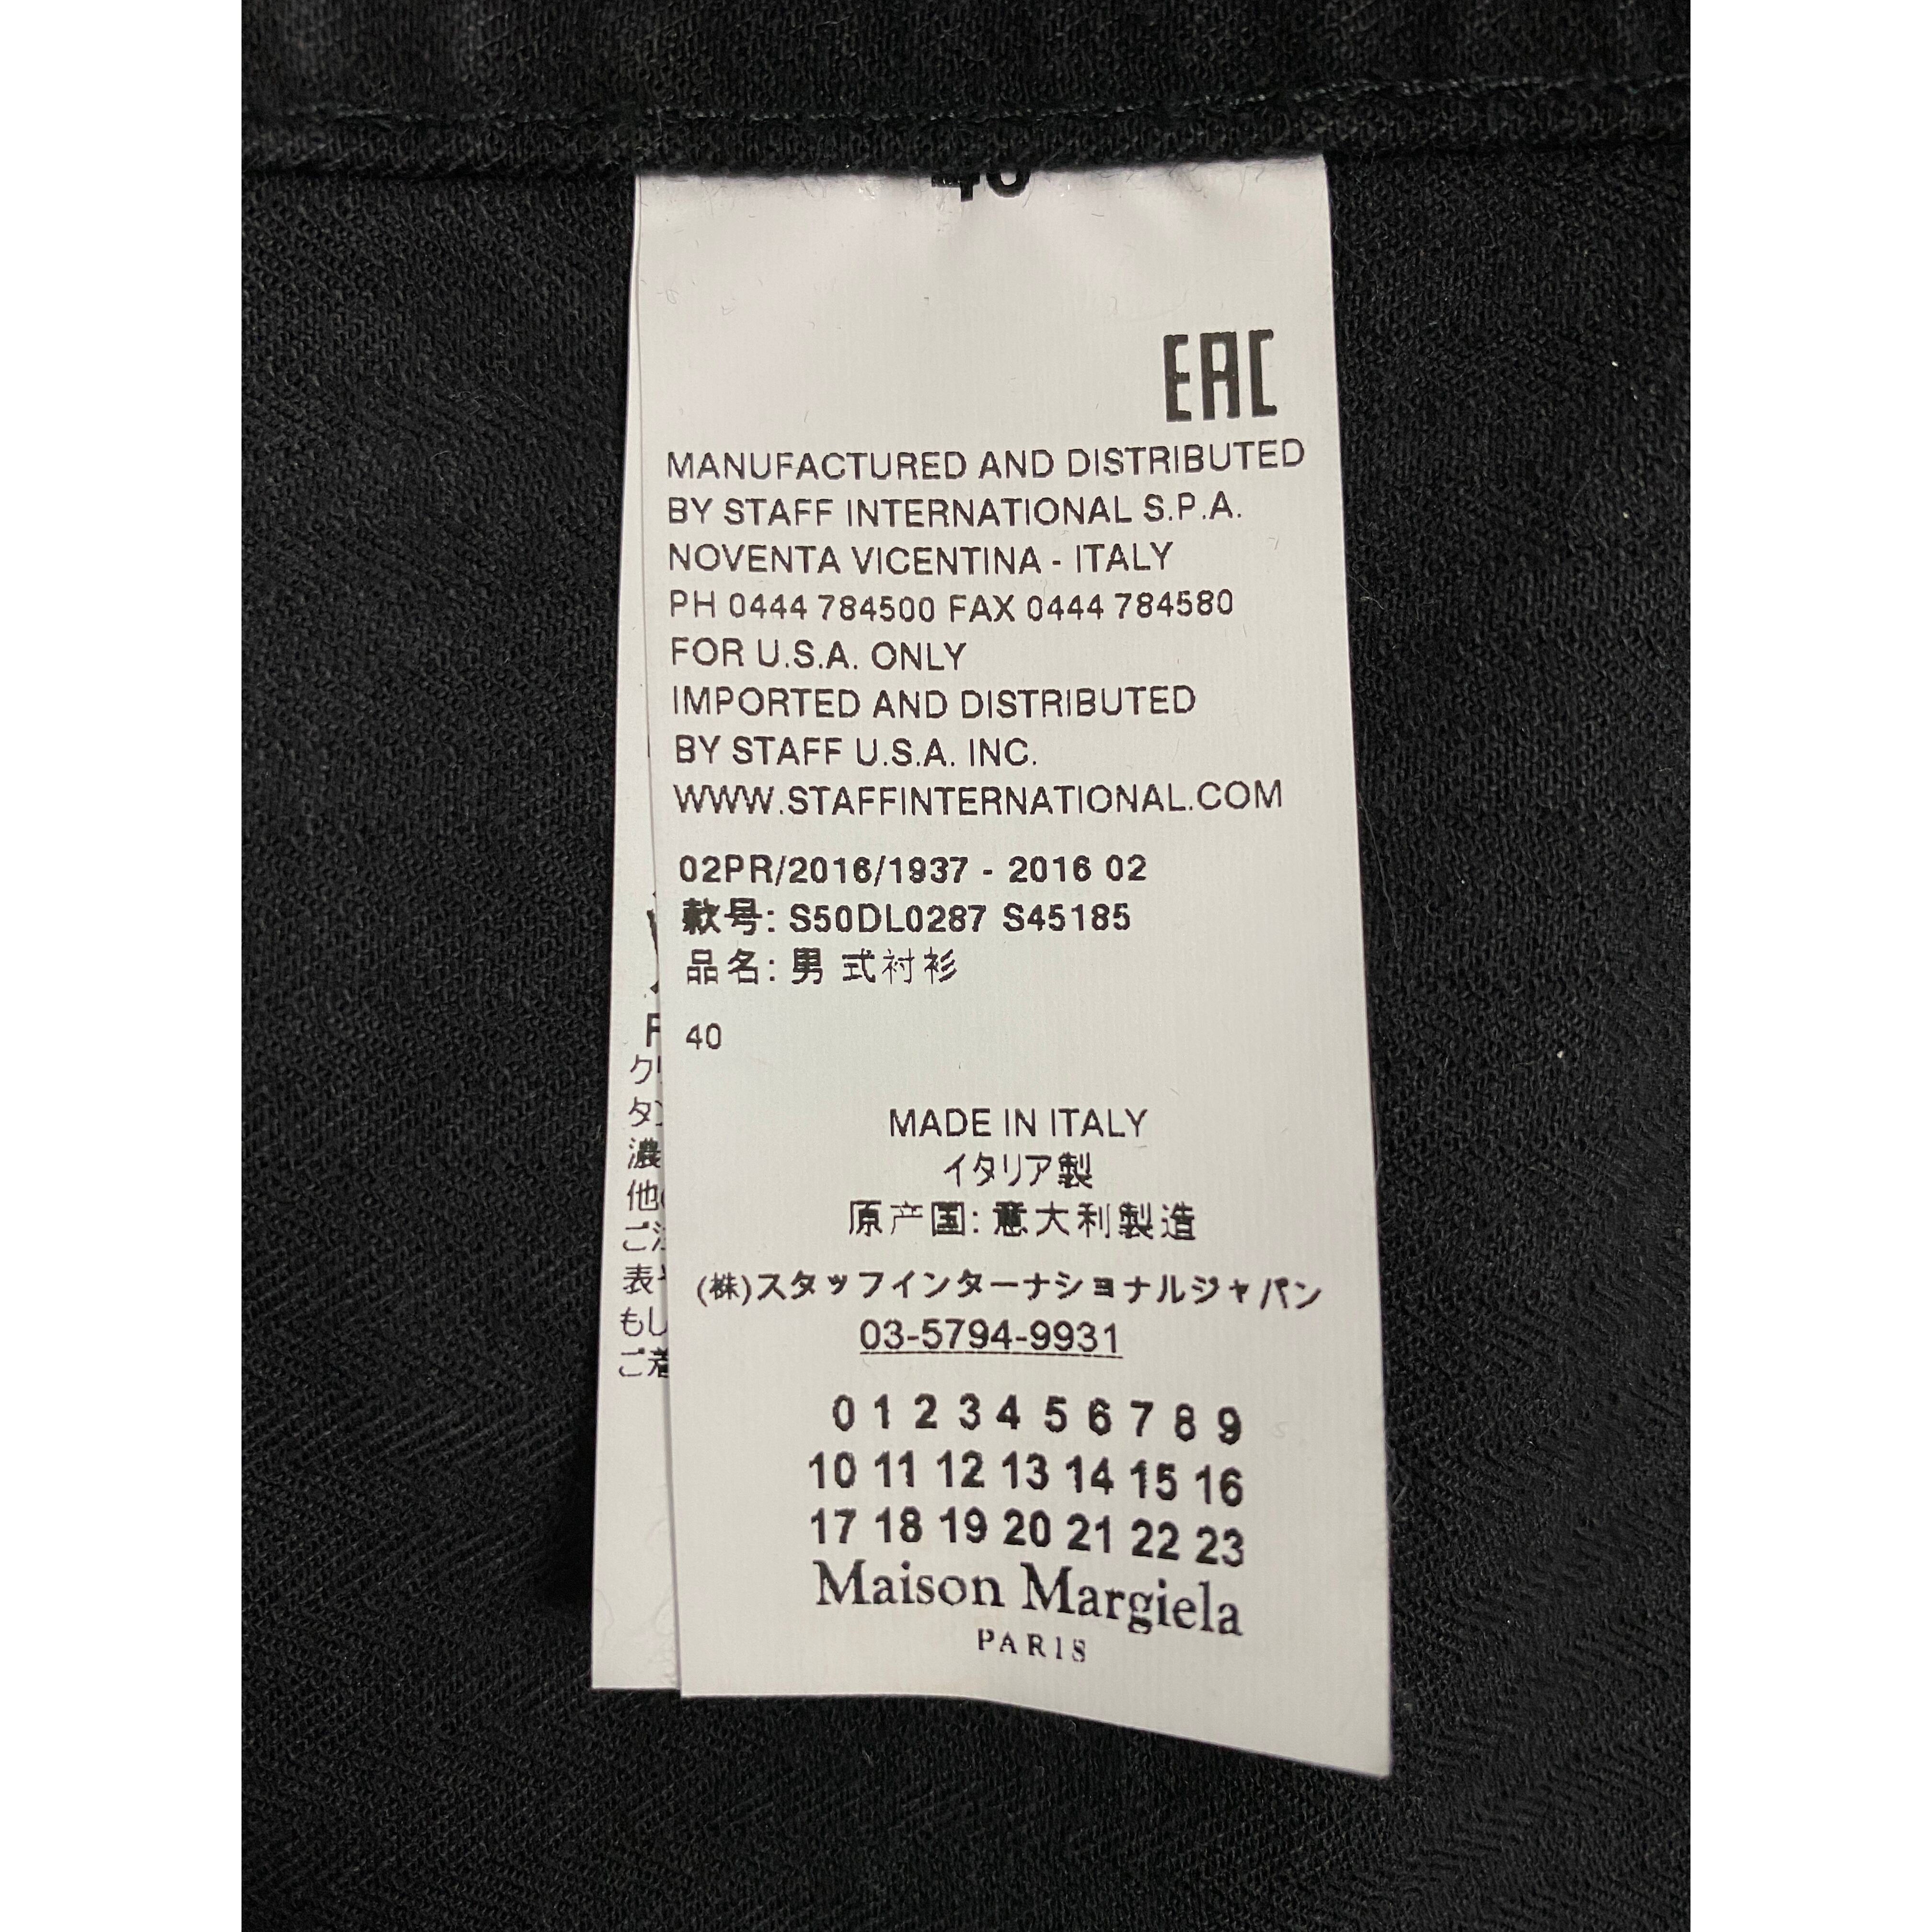 40
EAC
MANUFACTURED AND DISTRIBUTED
BY STAFF INTERNATIONAL S.P.A.
NOVENTA VICENTINA - ITALY
PH 0444 784500 FAX 0444 784580
FOR U.S.A. ONLY
IMPORTED AND DISTRIBUTED
BY STAFF U.S.A. INC.
WWW.STAFFINTERNATIONAL.COM
02PR/2016/1937 - 2016 02
款号: S50DL0287 S45185
品名: 男 式衬衫
40
MADE IN ITALY
イタリア製
原产国: 意大利製造
(株)スタッフインターナショナルジャパン
03-5794-9931
0 1 2 3 4 5 6 7 8 9
10 11 12 13 14 15 16
17 18 19 20 21 22 23
Maison Margiela
PARIS